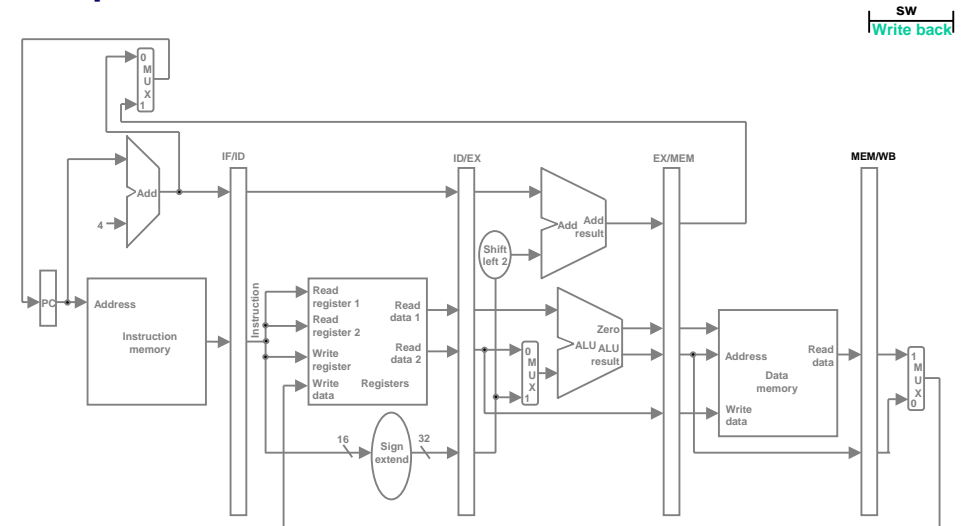 SW
Write back
0
M
U
X
1
IF/ID
ID/EX
EX/MEM
MEM/WB
Add
4
Add
Add
result
Shift
left 2
PC
Address
Instruction
memory
Instruction
Read
register 1
Read
register 2
Write
register
Write
data
Read
data 1
Read
data 2
Registers
0
M
U
X
1
Zero
ALU
ALU
result
Address
Read
data
Data
memory
Write
data
1
M
U
X
0
16
Sign
extend
32